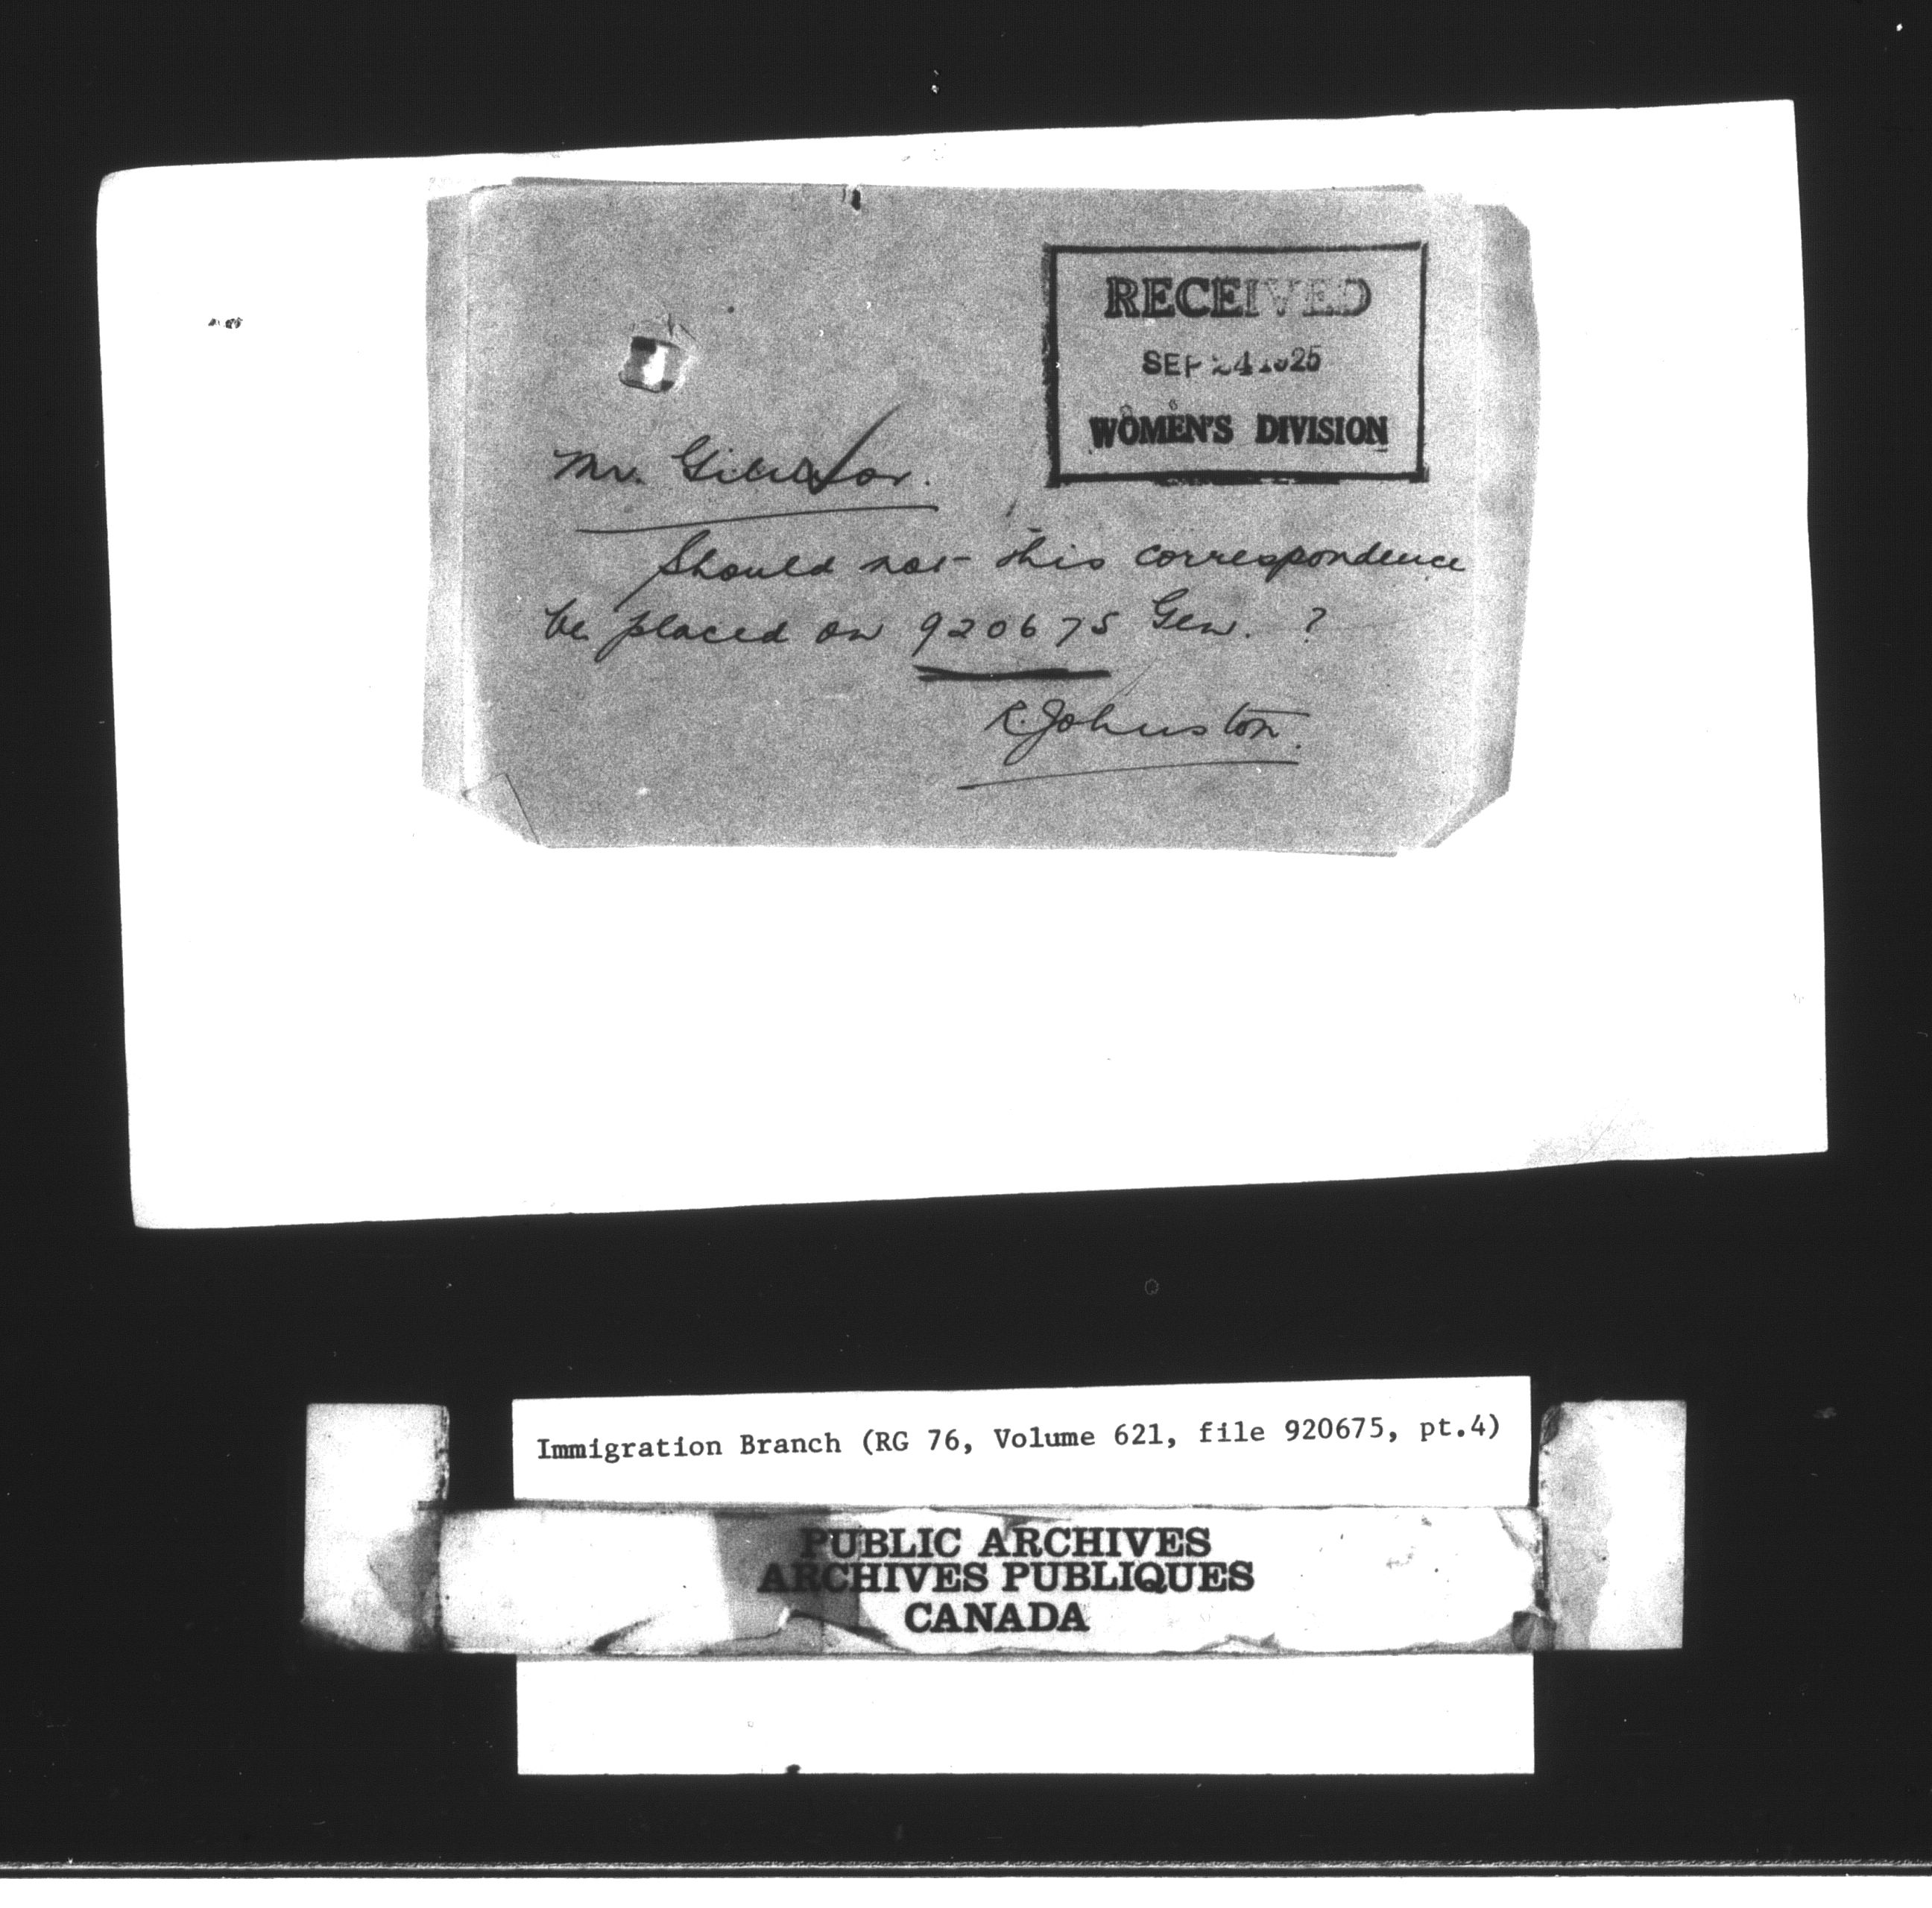 RECEIVED
SEP 24 1925
WOMEN'S DIVISION
Mr.
Should not this correspondence
be placed on 920675 Gen. ?
R. Johnston.
Immigration Branch (RG 76, Volume 621, file 920675, pt.4)
PUBLIC ARCHIVES
ARCHIVES PUBLIQUES
CANADA